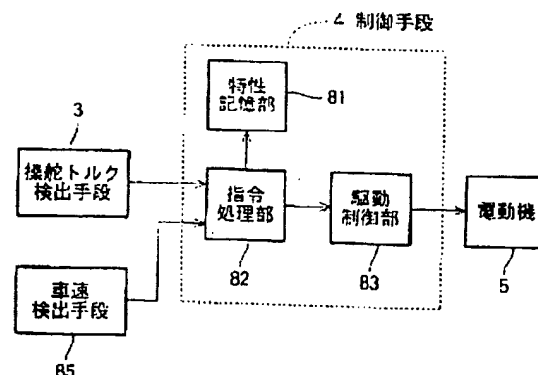 4 制御手段
特性
記憶部
81
3
操舵トルク
検出手段
指令
処理部
82
駆動
制御部
83
電動機
5
車速
検出手段
85